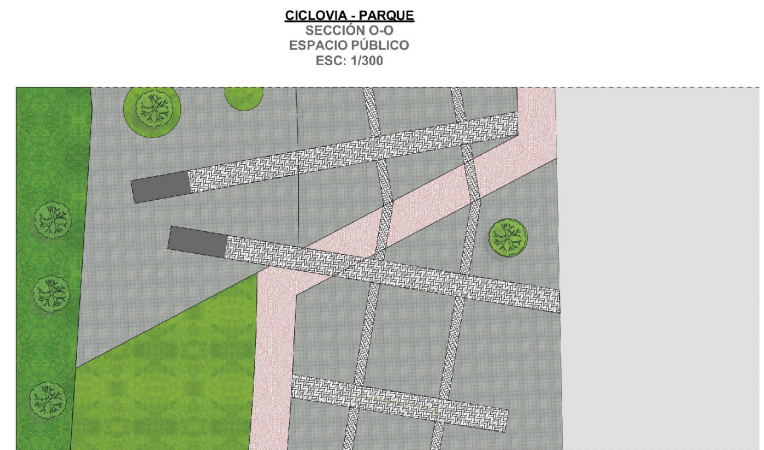 CICLOVIA - PARQUE
SECCIÓN O-O
ESPACIO PÚBLICO
ESC: 1/300